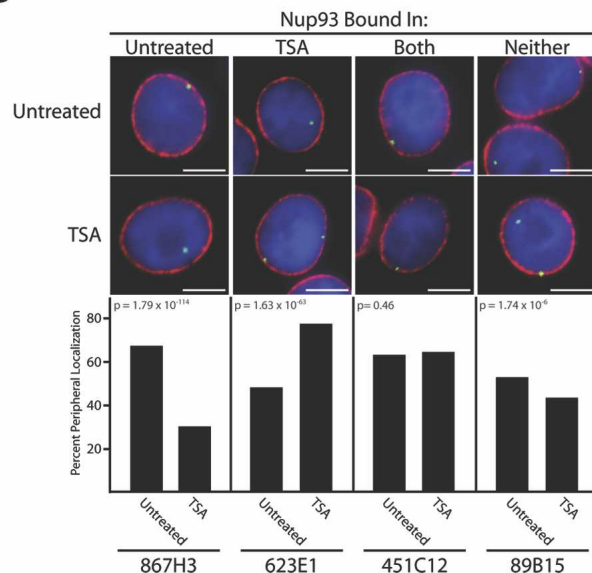 Nup93 Bound In:
Untreated TSA Both Neither
Untreated
TSA
p = 1.79 x 10-114 p = 1.63 x 10-63 p= 0.46 p = 1.74 x 10-6
80
60
40
20
Percent Peripheral Localization
Untreated TSA Untreated TSA Untreated TSA Untreated TSA
867H3 623E1 451C12 89B15